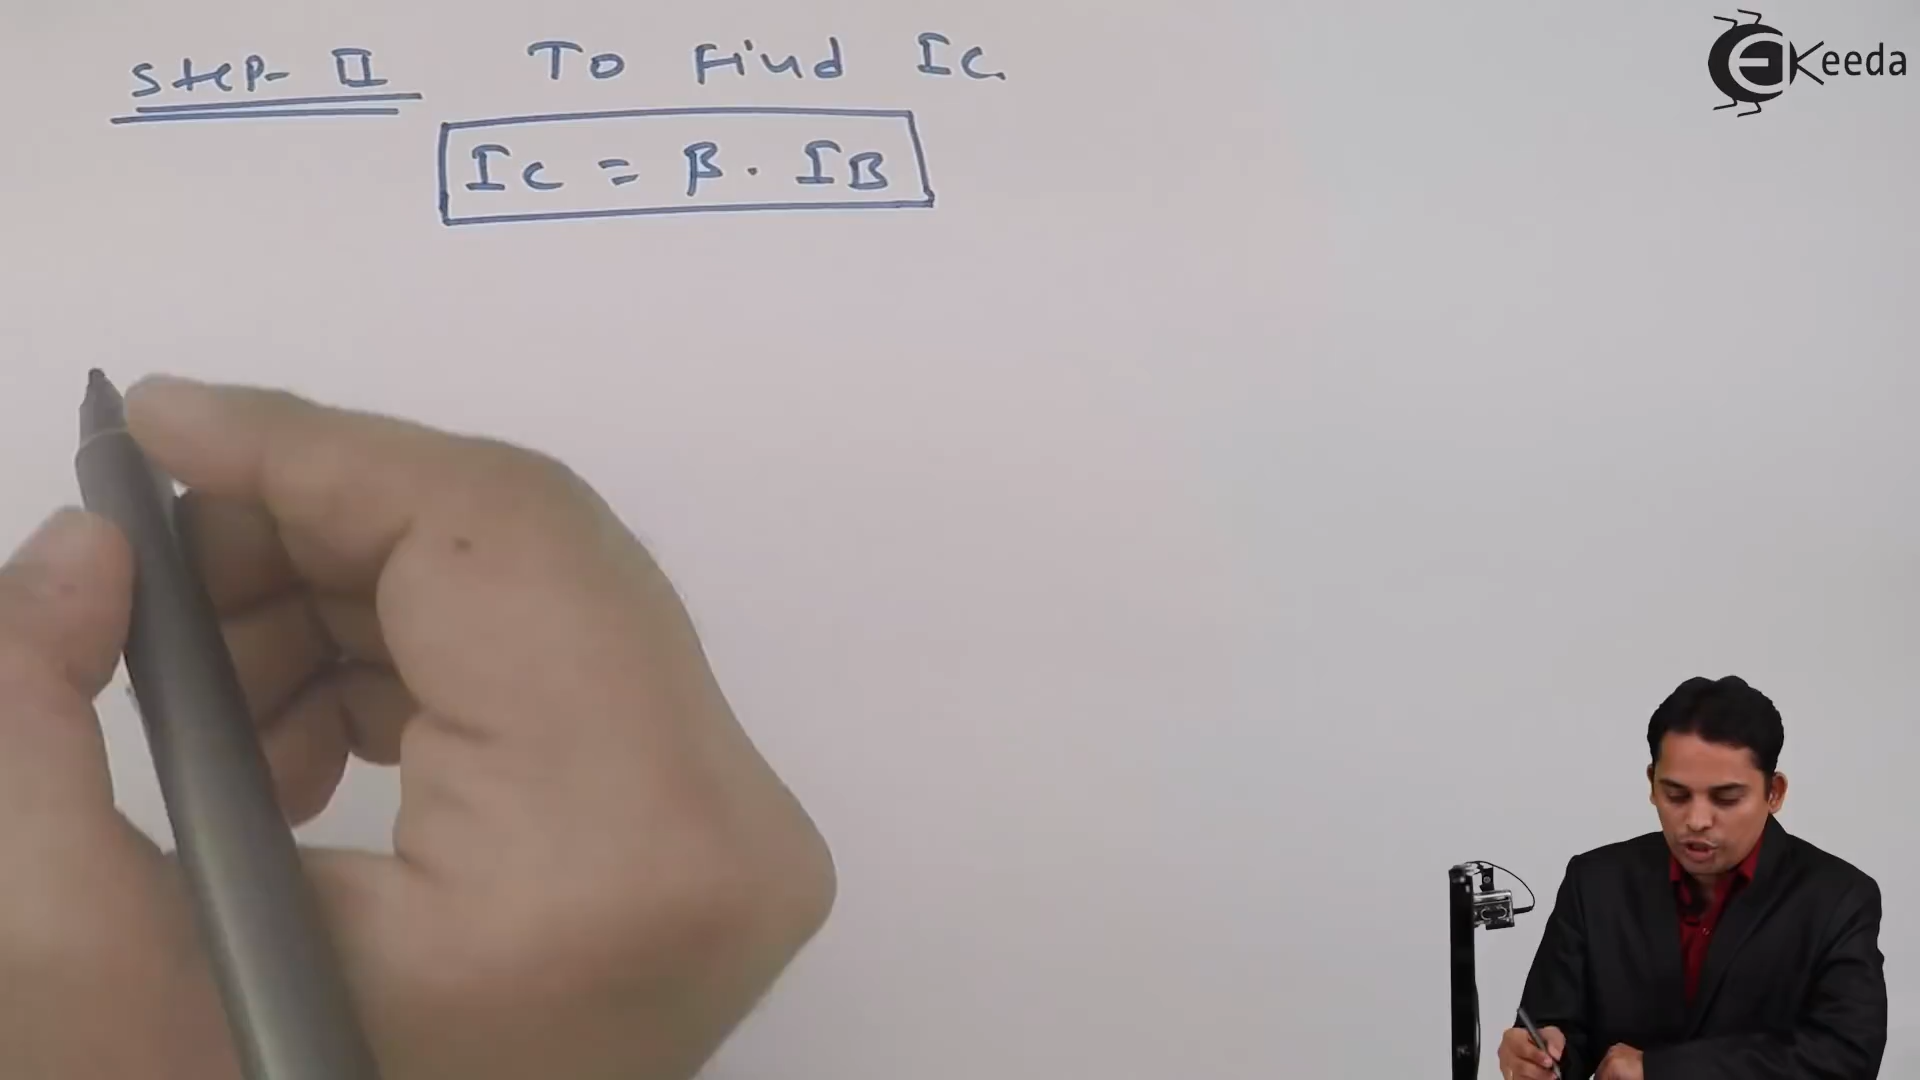 Step-II To Find Ic
Ic = β . IB
EKeeda